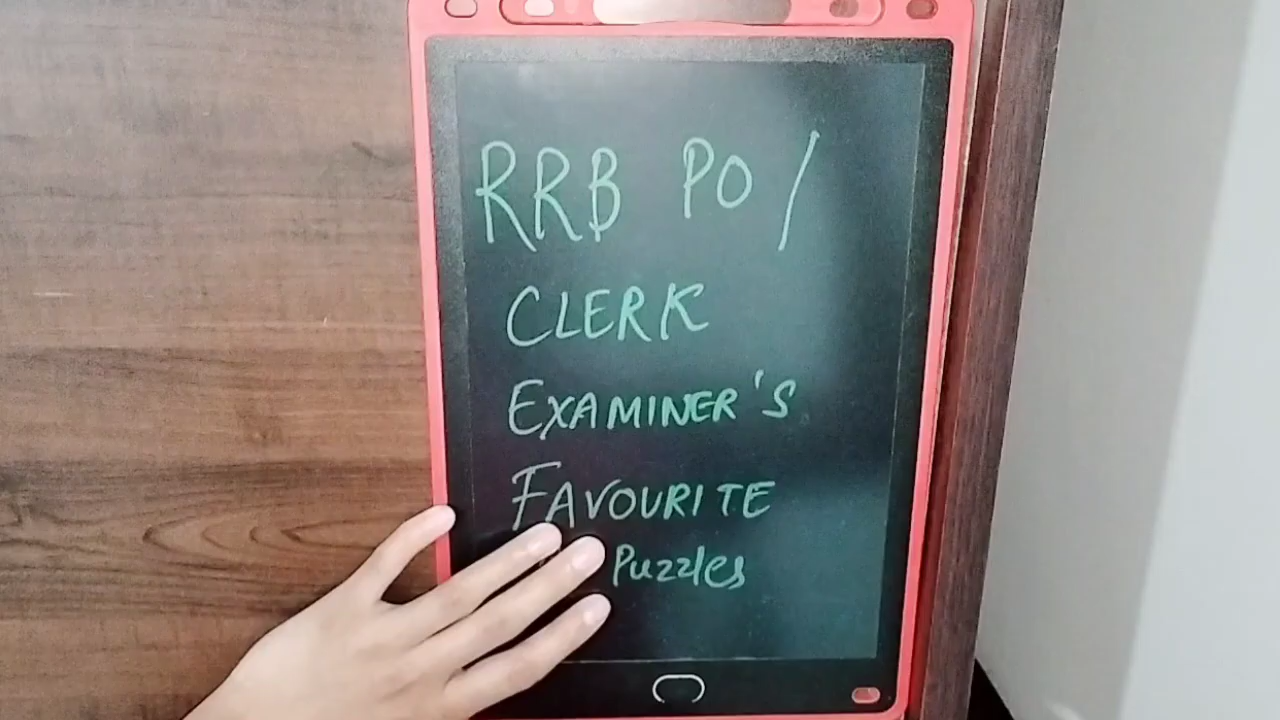 RRB PO /
CLERK
EXAMINER'S
FAVOURITE
Puzzles